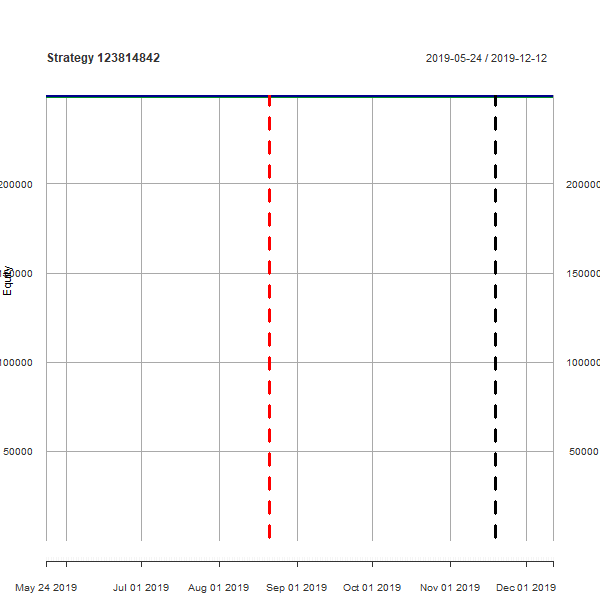 Strategy 123814842
2019-05-24 / 2019-12-12
200000
200000
150000
Equity
100000
100000
50000
50000
May 24 2019
Jul 01 2019
Aug 01 2019
Sep 01 2019
Oct 01 2019
Nov 01 2019
Dec 01 2019